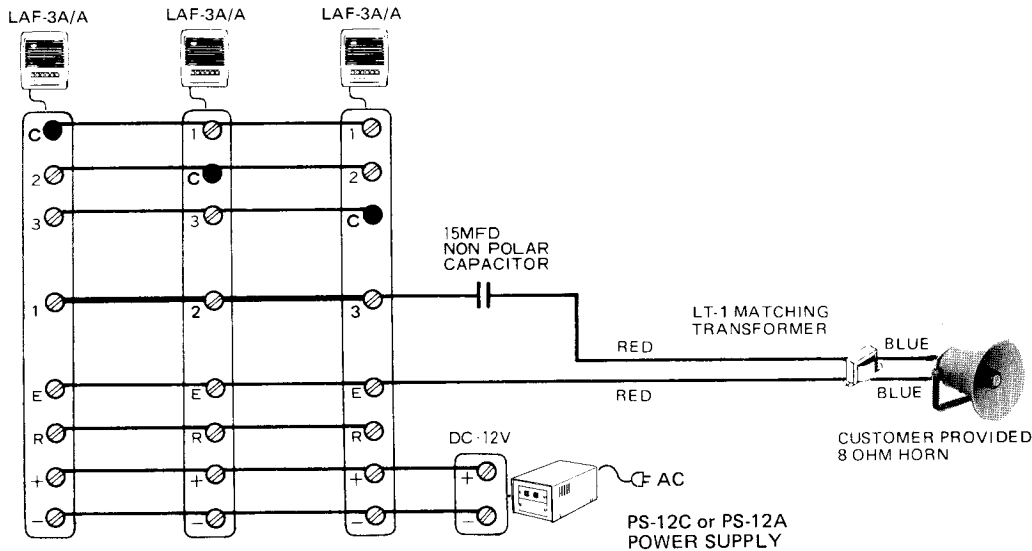 LAF-3A/A LAF-3A/A LAF-3A/A
C 1 1
2 C 2
3 3 C
15MFD
NON POLAR
CAPACITOR
1 2 3
LT-1 MATCHING
TRANSFORMER
RED BLUE
E E E
RED BLUE
R R R
DC-12V
CUSTOMER PROVIDED
8 OHM HORN
+ + + +
AC
- - - -
PS-12C or PS-12A
POWER SUPPLY